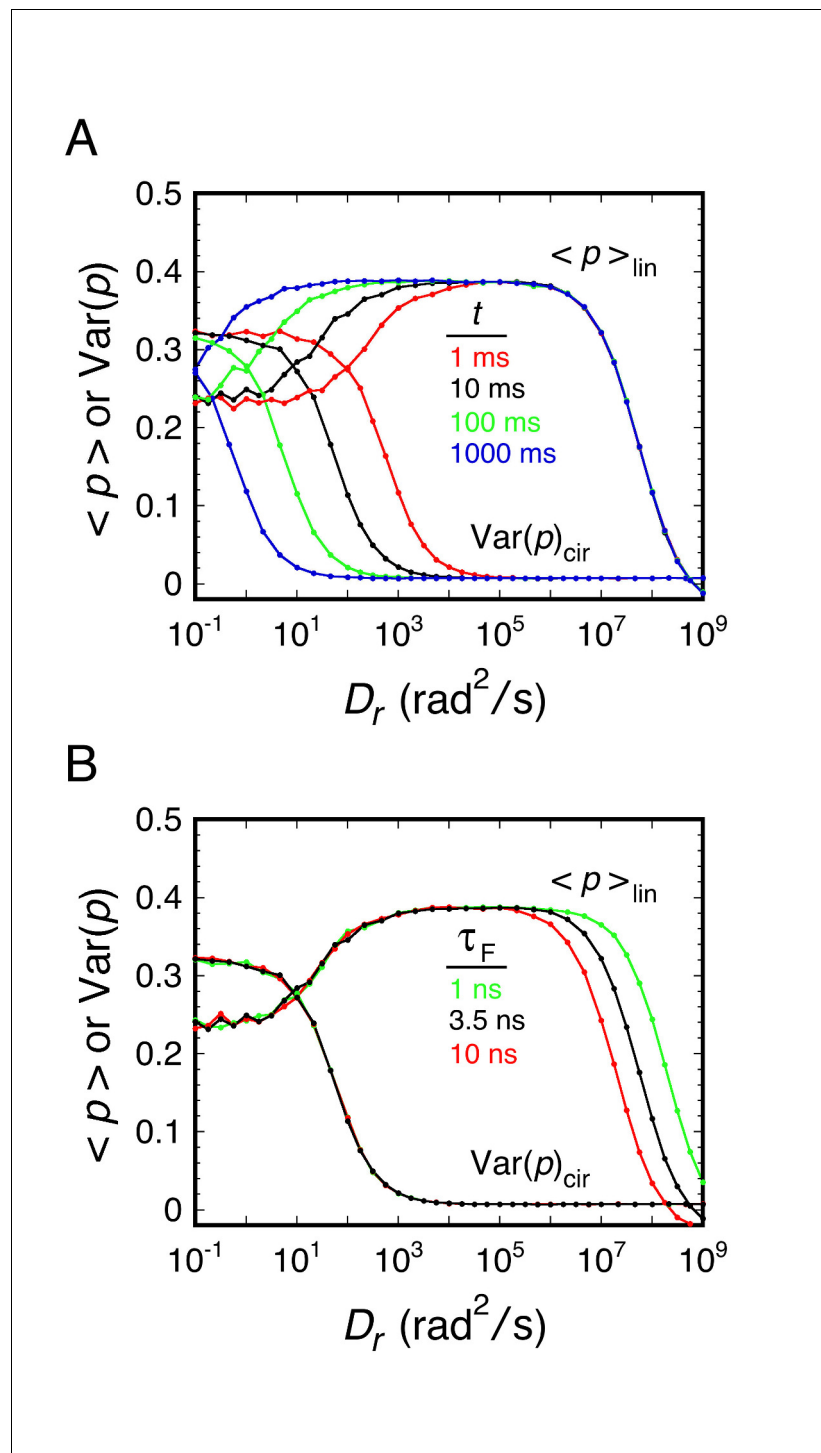 A
0.5
0.4
0.3
0.2
0.1
0
< p > or Var(p)
< p >lin
t
1 ms
10 ms
100 ms
1000 ms
Var(p)cir
10-1 101 103 105 107 109
Dr (rad2/s)
B
0.5
0.4
0.3
0.2
0.1
0
< p > or Var(p)
< p >lin
τF
1 ns
3.5 ns
10 ns
Var(p)cir
10-1 101 103 105 107 109
Dr (rad2/s)